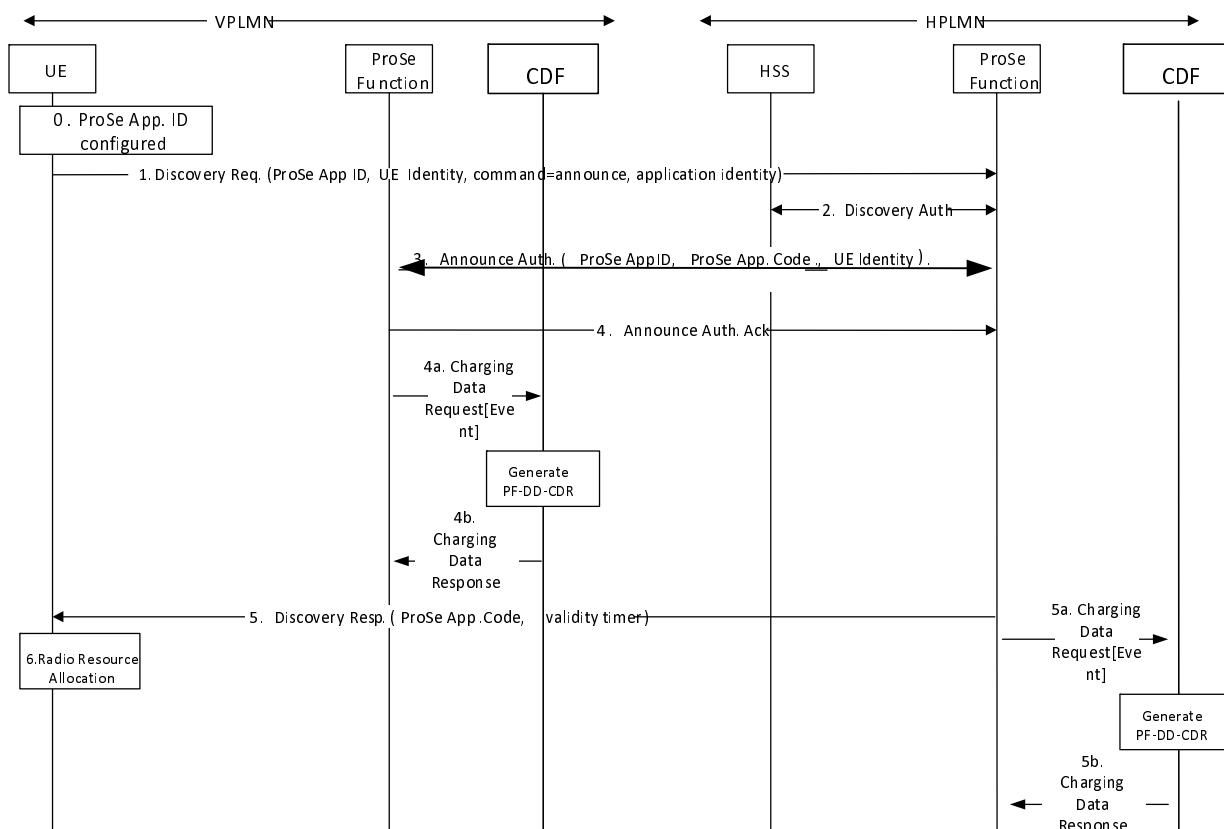 VPLMN
HPLMN
UE
ProSe
Function
CDF
HSS
ProSe
Function
CDF
0. ProSe App. ID
configured
1. Discovery Req. (ProSe App ID, UE Identity, command=announce, application identity)
2. Discovery Auth
3. Announce Auth. ( ProSe AppID, ProSe App. Code ., UE Identity ) .
4. Announce Auth. Ack
4a. Charging
Data
Request[Eve
nt]
Generate
PF-DD-CDR
4b.
Charging
Data
Response
5. Discovery Resp. ( ProSe App .Code, validity timer)
5a. Charging
Data
Request[Eve
nt]
6.Radio Resource
Allocation
Generate
PF-DD-CDR
5b.
Charging
Data
Response